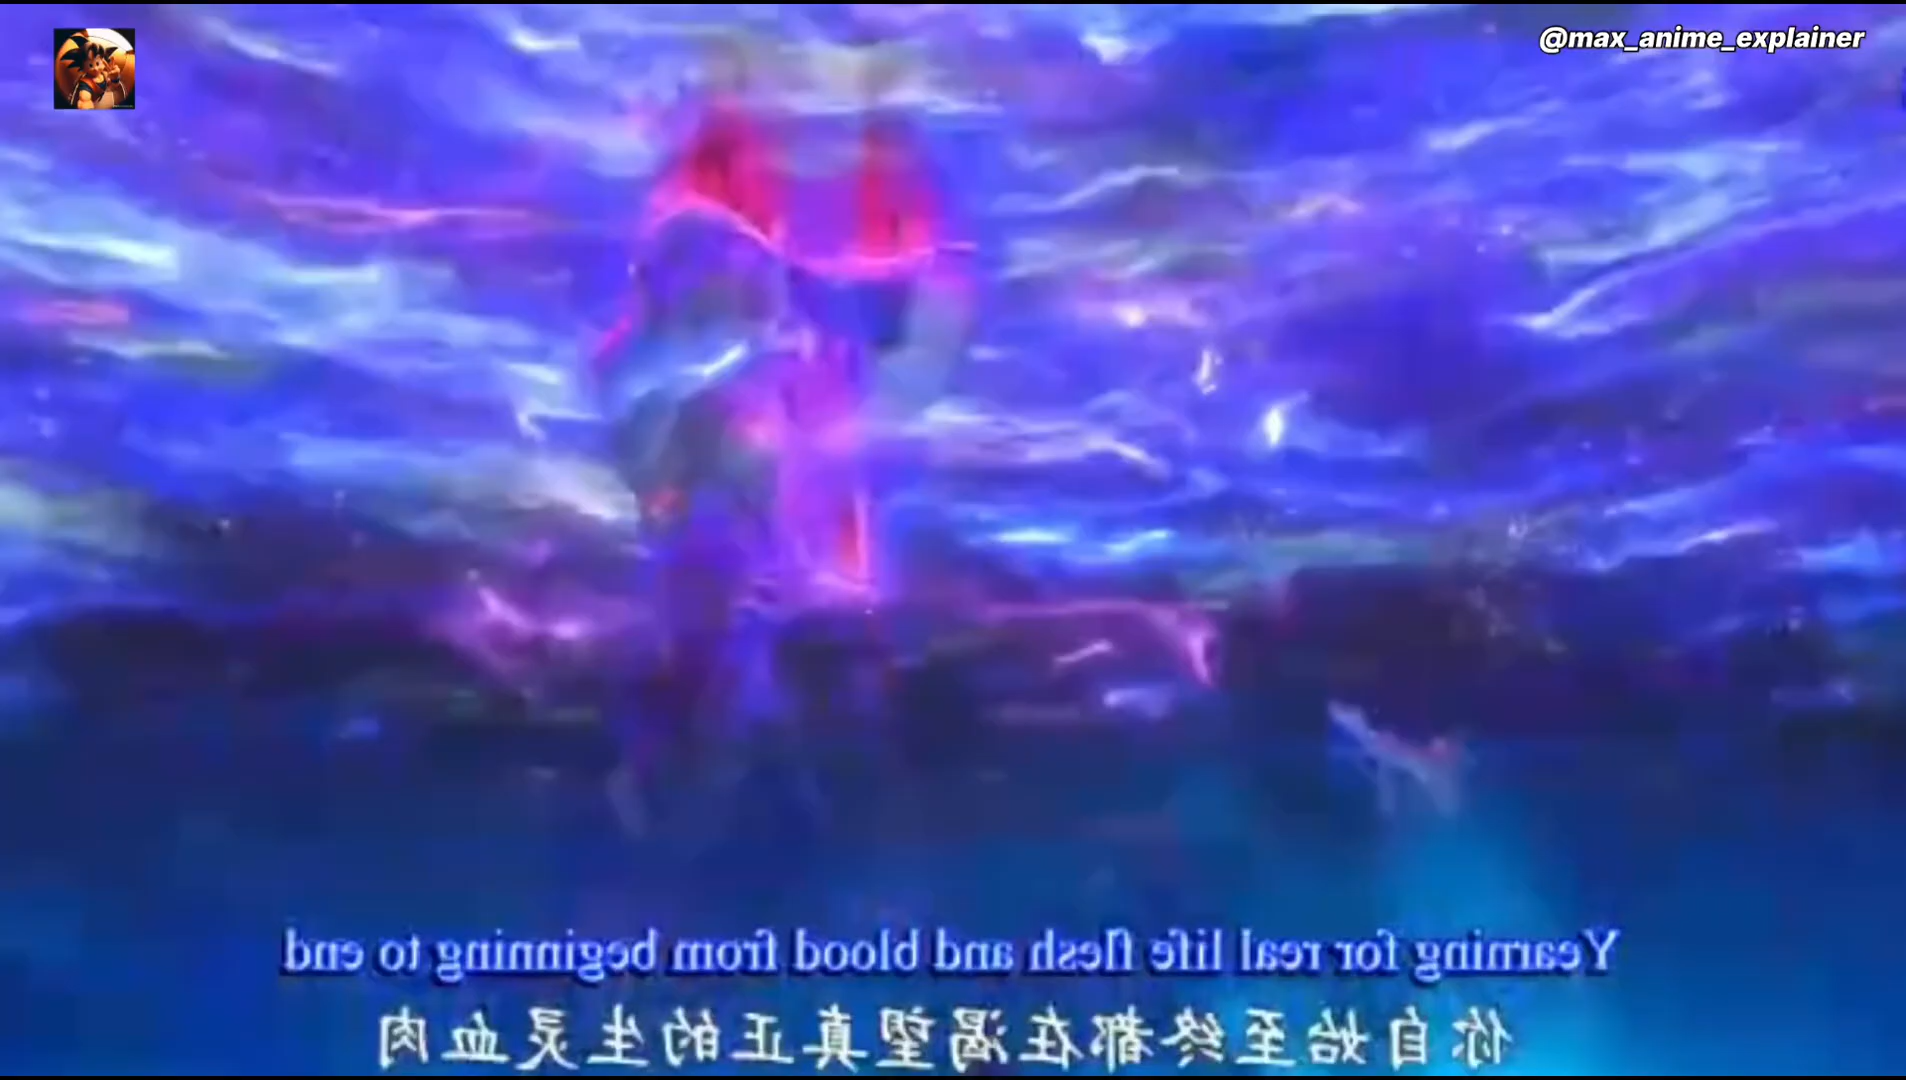 @max_anime_explainer
Yearning for real life flesh and blood from beginning to end
你自始至终都在渴望真正的生灵血肉